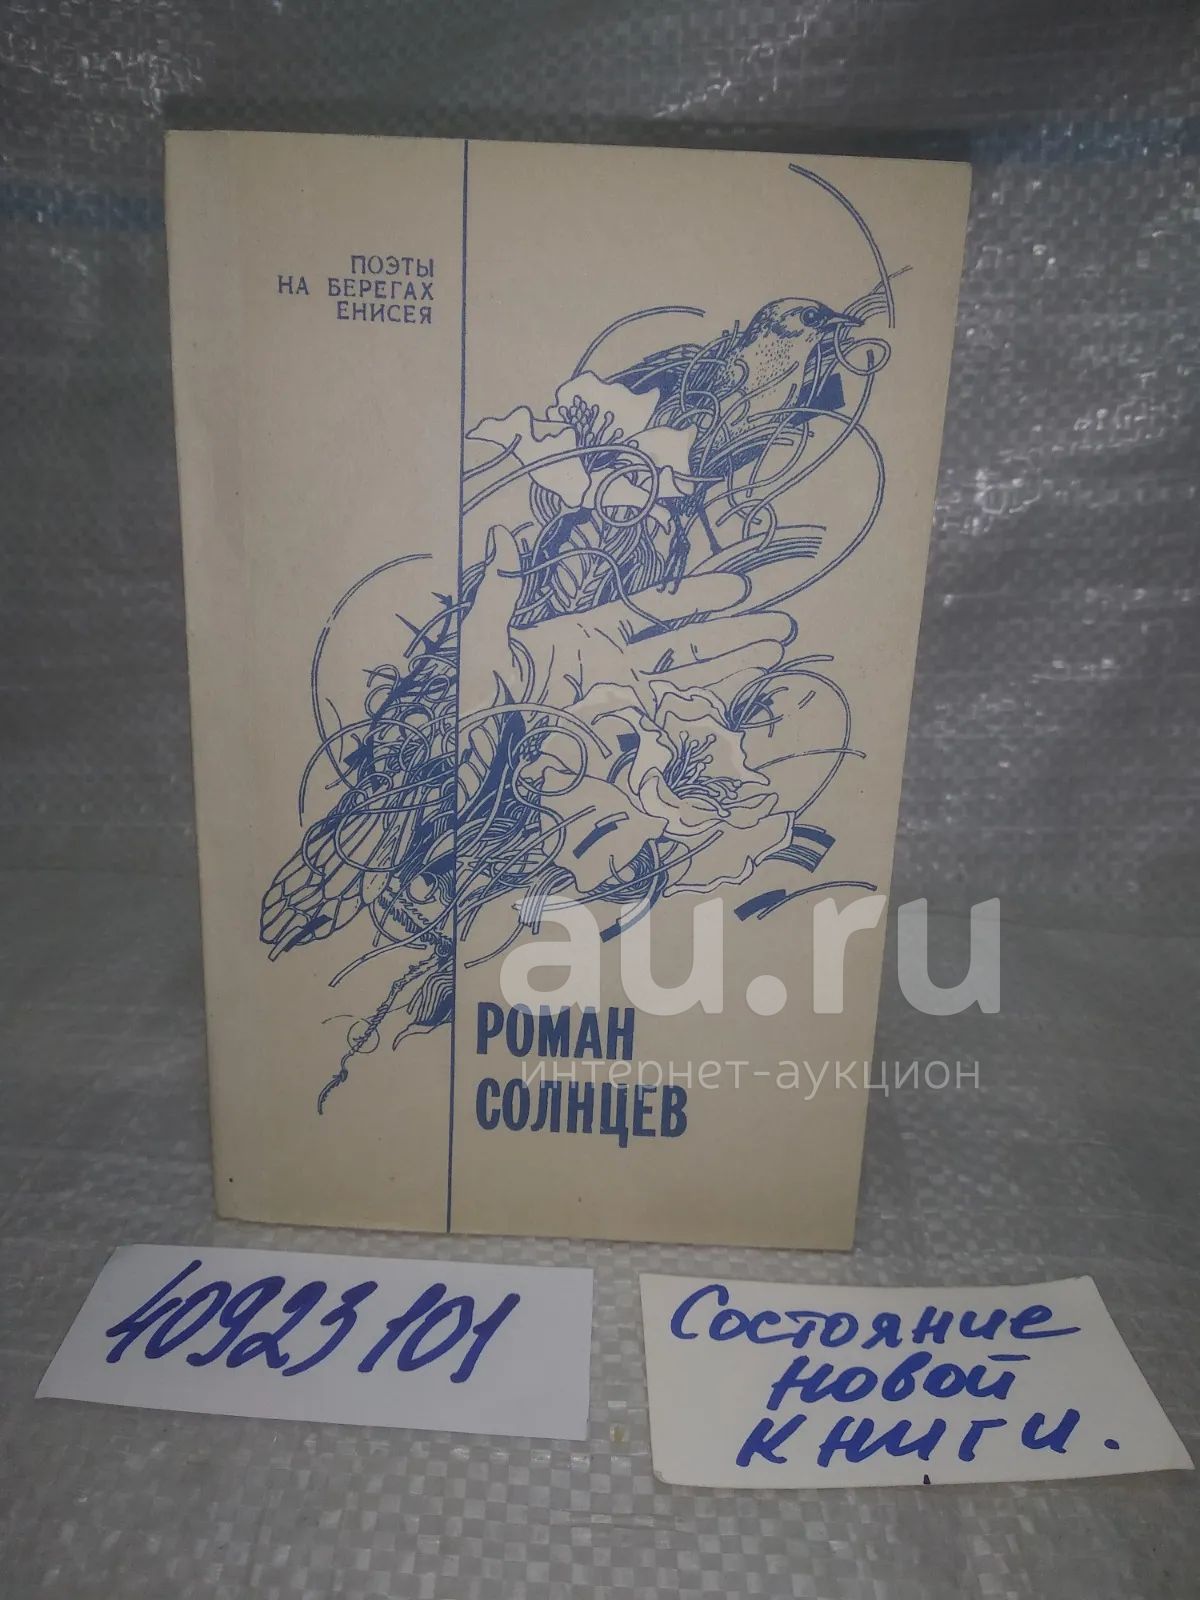 ПОЭТЫ
НА БЕРЕГАХ
ЕНИСЕЯ
au.ru
РОМАН
интернет-аукцион
СОЛНЦЕВ
40923101
Состояние
новой
книги.